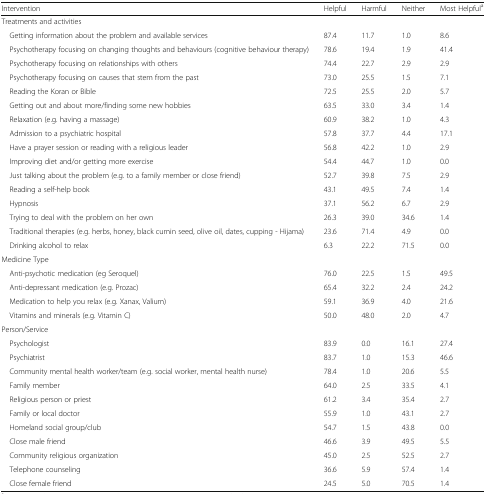 Intervention Helpful Harmful Neither Most Helpfulª
Treatments and activities
Getting information about the problem and available services 87.4 11.7 1.0 8.6
Psychotherapy focusing on changing thoughts and behaviours (cognitive behaviour therapy) 78.6 19.4 1.9 41.4
Psychotherapy focusing on relationships with others 74.4 22.7 2.9 2.9
Psychotherapy focusing on causes that stem from the past 73.0 25.5 1.5 7.1
Reading the Koran or Bible 72.5 25.5 2.0 5.7
Getting out and about more/finding some new hobbies 63.5 33.0 3.4 1.4
Relaxation (e.g. having a massage) 60.9 38.2 1.0 4.3
Admission to a psychiatric hospital 57.8 37.7 4.4 17.1
Have a prayer session or reading with a religious leader 56.8 42.2 1.0 2.9
Improving diet and/or getting more exercise 54.4 44.7 1.0 0.0
Just talking about the problem (e.g. to a family member or close friend) 52.7 39.8 7.5 2.9
Reading a self-help book 43.1 49.5 7.4 1.4
Hypnosis 37.1 56.2 6.7 2.9
Trying to deal with the problem on her own 26.3 39.0 34.6 1.4
Traditional therapies (e.g. herbs, honey, black cumin seed, olive oil, dates, cupping - Hijama) 23.6 71.4 4.9 0.0
Drinking alcohol to relax 6.3 22.2 71.5 0.0
Medicine Type
Anti-psychotic medication (eg Seroquel) 76.0 22.5 1.5 49.5
Anti-depressant medication (e.g. Prozac) 65.4 32.2 2.4 24.2
Medication to help you relax (e.g. Xanax, Valium) 59.1 36.9 4.0 21.6
Vitamins and minerals (e.g. Vitamin C) 50.0 48.0 2.0 4.7
Person/Service
Psychologist 83.9 0.0 16.1 27.4
Psychiatrist 83.7 1.0 15.3 46.6
Community mental health worker/team (e.g. social worker, mental health nurse) 78.4 1.0 20.6 5.5
Family member 64.0 2.5 33.5 4.1
Religious person or priest 61.2 3.4 35.4 2.7
Family or local doctor 55.9 1.0 43.1 2.7
Homeland social group/club 54.7 1.5 43.8 0.0
Close male friend 46.6 3.9 49.5 5.5
Community religious organization 45.0 2.5 52.5 2.7
Telephone counseling 36.6 5.9 57.4 1.4
Close female friend 24.5 5.0 70.5 1.4